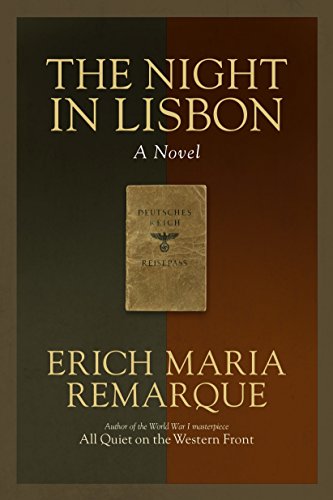 THE NIGHT
IN LISBON
A Novel
DEUTSCHES
REICH
REISEPASS
ERICH MARIA
REMARQUE
Author of the World War I masterpiece
All Quiet on the Western Front